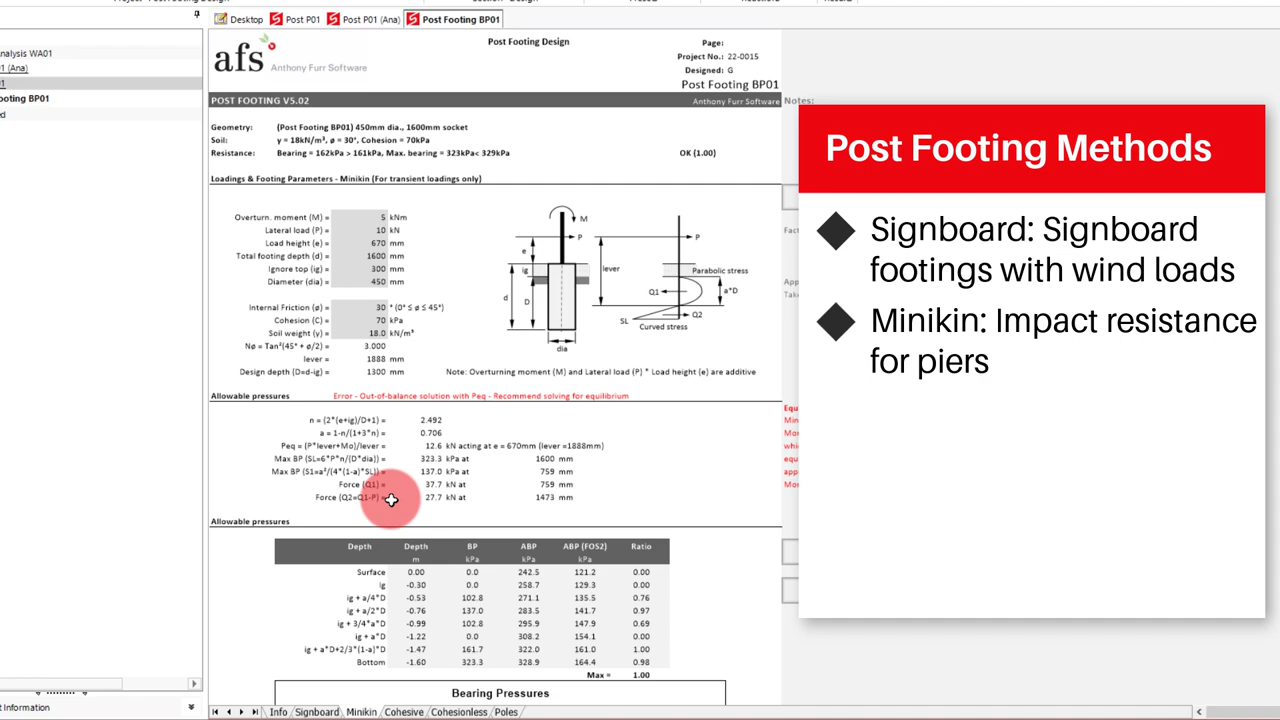 Desktop
Post P01
Post P01 (Ana)
Post Footing BP01
nalysis WA01
1 (Ana)
ooting BP01
t Information
afs
Anthony Furr Software
Post Footing Design
Page:
Project No.: 22-0015
Designed: G
Post Footing BP01
POST FOOTING V5.02
Anthony Furr Software
Notes:
Geometry: (Post Footing BP01) 450mm dia., 1600mm socket
Soil: γ = 18kN/m³, ø = 30°, Cohesion = 70kPa
Resistance: Bearing = 162kPa > 161kPa, Max. bearing = 323kPa< 329kPa OK (1.00)
Loadings & Footing Parameters - Minikin (For transient loadings only)
Overturn. moment (M) = 5 kNm
Lateral load (P) = 10 kN
Load height (e) = 670 mm
Total footing depth (d) = 1600 mm
Ignore top (ig) = 300 mm
Diameter (dia) = 450 mm
Internal Friction (ø) = 30 ° (0° ≤ ø ≤ 45°)
Cohesion (C) = 70 kPa
Soil weight (γ) = 18.0 kN/m³
Nø = Tan²(45° + ø/2) = 3.000
lever = 1888 mm
Design depth (D=d-ig) = 1300 mm
M
P
e
ig
d
D
dia
lever
P
Parabolic stress
Q1
a*D
Q2
SL
Curved stress
Note: Overturning moment (M) and Lateral load (P) * Load height (e) are additive
Allowable pressures Error - Out-of-balance solution with Peq - Recommend solving for equilibrium
n = (2*(e+ig)/D+1) = 2.492
a = 1-n/(1+3*n) = 0.706
Peq = (P*lever+Mo)/lever = 12.6 kN acting at e = 670mm (lever =1888mm)
Max BP (SL=6*P*n/(D*dia)) = 323.3 kPa at 1600 mm
Max BP (S1=a²/(4*(1-a)*SL)) = 137.0 kPa at 759 mm
Force (Q1) = 37.7 kN at 759 mm
Force (Q2=Q1-P) = 27.7 kN at 1473 mm
Allowable pressures
Depth Depth BP ABP ABP (FOS2) Ratio
m kPa kPa kPa
Surface 0.00 0.0 242.5 121.2 0.00
Ig -0.30 0.0 258.7 129.3 0.00
ig + a/4*D -0.53 102.8 271.1 135.5 0.76
ig + a/2*D -0.76 137.0 283.5 141.7 0.97
ig + 3/4*a*D -0.99 102.8 295.9 147.9 0.69
ig + a*D -1.22 0.0 308.2 154.1 0.00
ig + a*D+2/3*(1-a)*D -1.47 161.7 322.0 161.0 1.00
Bottom -1.60 323.3 328.9 164.4 0.98
Max = 1.00
Bearing Pressures
Info Signboard Minikin Cohesive Cohesionless Poles
Post Footing Methods
Signboard: Signboard
footings with wind loads
Minikin: Impact resistance
for piers